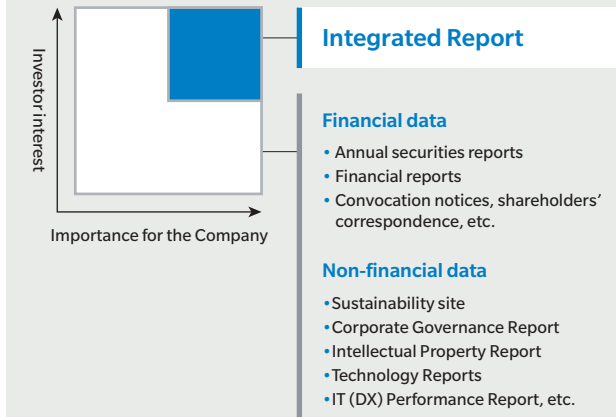 Investor interest
Importance for the Company
Integrated Report
Financial data
• Annual securities reports
• Financial reports
• Convocation notices, shareholders’
correspondence, etc.
Non-financial data
• Sustainability site
• Corporate Governance Report
• Intellectual Property Report
• Technology Reports
• IT (DX) Performance Report, etc.